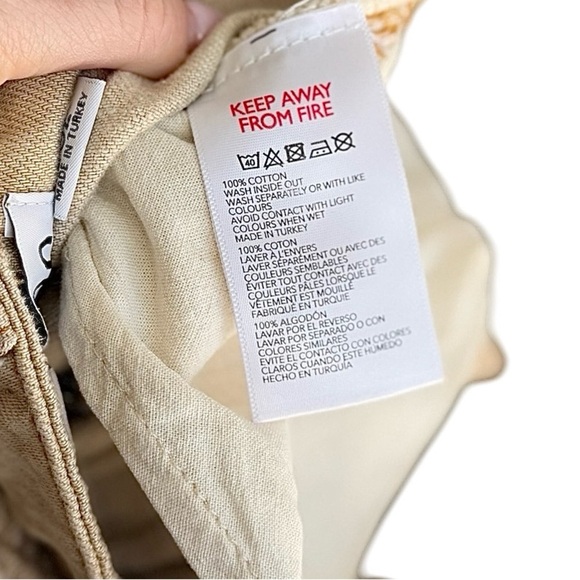 KEEP AWAY
FROM FIRE
40
100% COTTON
WASH INSIDE OUT
WASH SEPARATELY OR WITH LIKE
COLOURS
AVOID CONTACT WITH LIGHT
COLOURS WHEN WET
MADE IN TURKEY
100% COTON
LAVER À L'ENVERS
LAVER SÉPARÉMENT OU AVEC DES
COULEURS SEMBLABLES
ÉVITER TOUT CONTACT AVEC DES
COULEURS PÂLES LORSQUE LE
VÊTEMENT EST MOUILLÉ
FABRIQUÉ EN TURQUIE
100% ALGODÓN
LAVAR POR EL REVERSO
LAVAR POR SEPARADO O CON
COLORES SIMILARES
EVITE EL CONTACTO CON COLORES
CLAROS CUANDO ESTE HUMEDO
HECHO EN TURQUÍA
MADE IN TURKEY